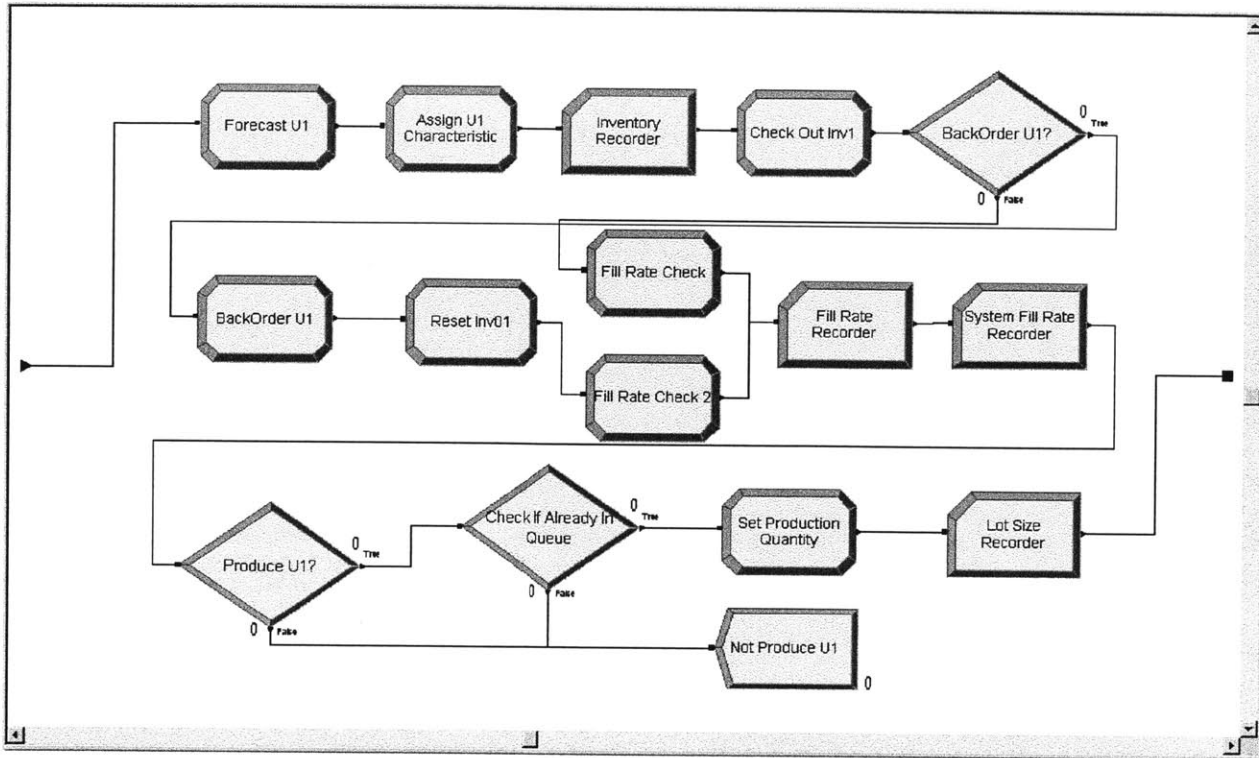 Forecast U1
Assign U1
Characteristic
Inventory
Recorder
Check Out Inv1
BackOrder U1?
0
True
0
False
BackOrder U1
Reset Inv01
Fill Rate Check
Fill Rate Check 2
Fill Rate
Recorder
System Fill Rate
Recorder
Produce U1?
0
True
0
False
Check If Already In
Queue
0
True
0
False
Set Production
Quantity
Lot Size
Recorder
Not Produce U1
0